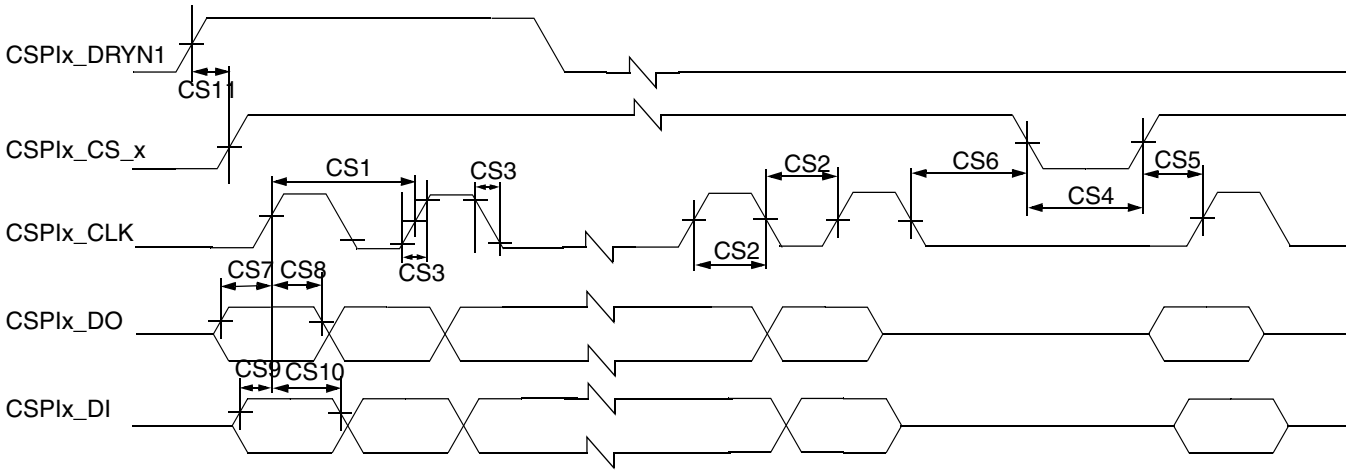 CSPIx_DRYN1
CS11
CSPIx_CS_x
CS1
CS3
CS2
CS6
CS5
CS4
CSPIx_CLK
CS3
CS2
CS7
CS8
CSPIx_DO
CS9
CS10
CSPIx_DI